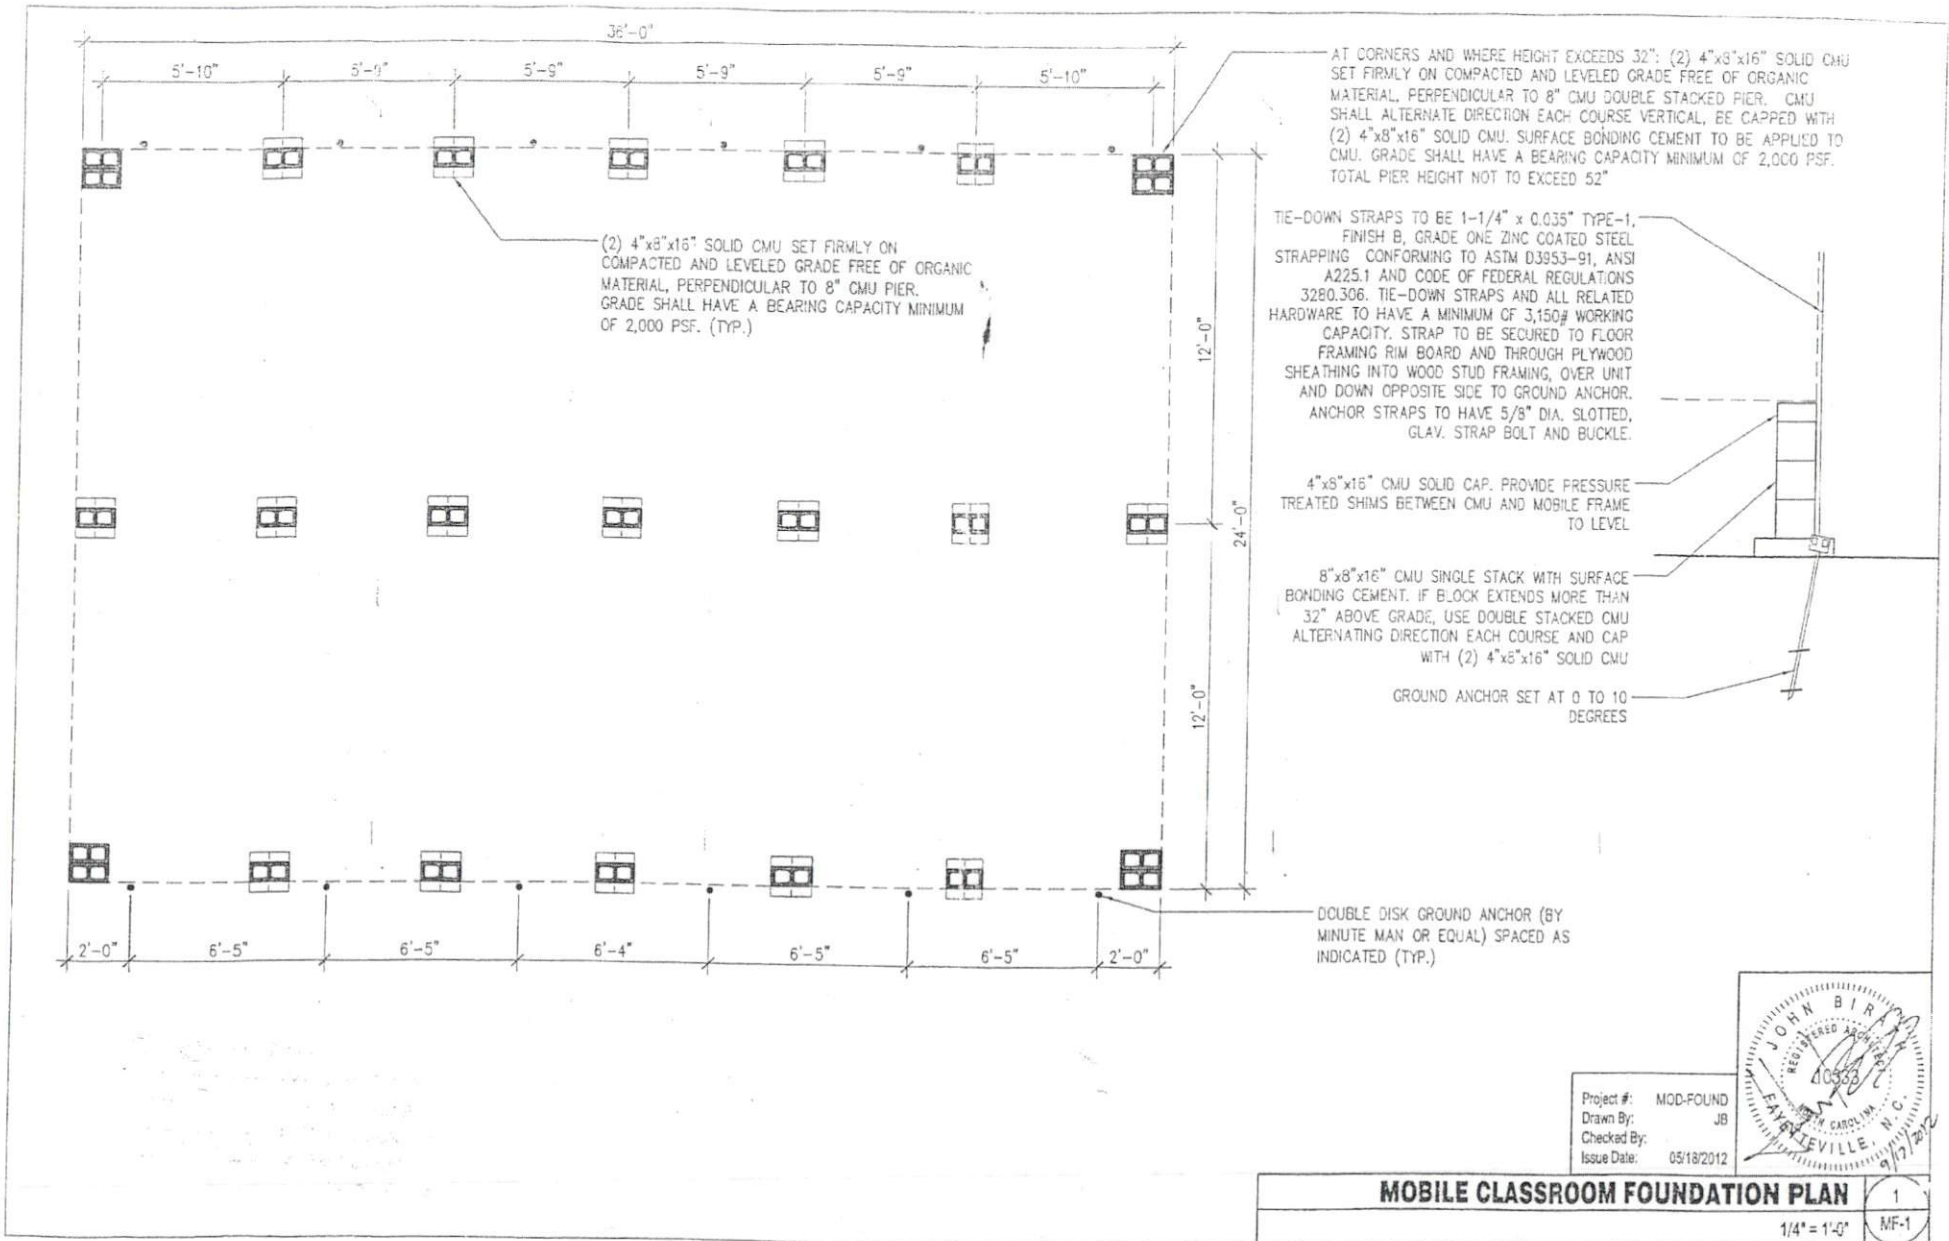 36'-0"
5'-10"
5'-9"
5'-9"
5'-9"
5'-9"
5'-10"
AT CORNERS AND WHERE HEIGHT EXCEEDS 32": (2) 4"x8"x16" SOLID CMU
SET FIRMLY ON COMPACTED AND LEVELED GRADE FREE OF ORGANIC
MATERIAL, PERPENDICULAR TO 8" CMU DOUBLE STACKED PIER. CMU
SHALL ALTERNATE DIRECTION EACH COURSE VERTICAL, BE CAPPED WITH
(2) 4"x8"x16" SOLID CMU. SURFACE BONDING CEMENT TO BE APPLIED TO
CMU. GRADE SHALL HAVE A BEARING CAPACITY MINIMUM OF 2,000 PSF.
TOTAL PIER HEIGHT NOT TO EXCEED 52"
(2) 4"x8"x16" SOLID CMU SET FIRMLY ON
COMPACTED AND LEVELED GRADE FREE OF ORGANIC
MATERIAL, PERPENDICULAR TO 8" CMU PIER.
GRADE SHALL HAVE A BEARING CAPACITY MINIMUM
OF 2,000 PSF. (TYP.)
TIE-DOWN STRAPS TO BE 1-1/4" x 0.035" TYPE-1,
FINISH B, GRADE ONE ZINC COATED STEEL
STRAPPING CONFORMING TO ASTM D3953-91, ANSI
A225.1 AND CODE OF FEDERAL REGULATIONS
3280.306. TIE-DOWN STRAPS AND ALL RELATED
HARDWARE TO HAVE A MINIMUM OF 3,150# WORKING
CAPACITY. STRAP TO BE SECURED TO FLOOR
FRAMING RIM BOARD AND THROUGH PLYWOOD
SHEATHING INTO WOOD STUD FRAMING, OVER UNIT
AND DOWN OPPOSITE SIDE TO GROUND ANCHOR.
ANCHOR STRAPS TO HAVE 5/8" DIA. SLOTTED,
GLAV. STRAP BOLT AND BUCKLE.
12'-0"
24'-0"
12'-0"
4"x8"x16" CMU SOLID CAP. PROVIDE PRESSURE
TREATED SHIMS BETWEEN CMU AND MOBILE FRAME
TO LEVEL
8"x8"x16" CMU SINGLE STACK WITH SURFACE
BONDING CEMENT. IF BLOCK EXTENDS MORE THAN
32" ABOVE GRADE, USE DOUBLE STACKED CMU
ALTERNATING DIRECTION EACH COURSE AND CAP
WITH (2) 4"x8"x16" SOLID CMU
GROUND ANCHOR SET AT 0 TO 10
DEGREES
2'-0"
6'-5"
6'-5"
6'-4"
6'-5"
6'-5"
2'-0"
DOUBLE DISK GROUND ANCHOR (BY
MINUTE MAN OR EQUAL) SPACED AS
INDICATED (TYP.)
JOHN BIRATH
REGISTERED ARCHITECT
10333
NORTH CAROLINA
FAYETTEVILLE, N.C.
9/17/2012
Project #: MOD-FOUND
Drawn By: JB
Checked By:
Issue Date: 05/18/2012
MOBILE CLASSROOM FOUNDATION PLAN
1/4" = 1'-0"
1
MF-1